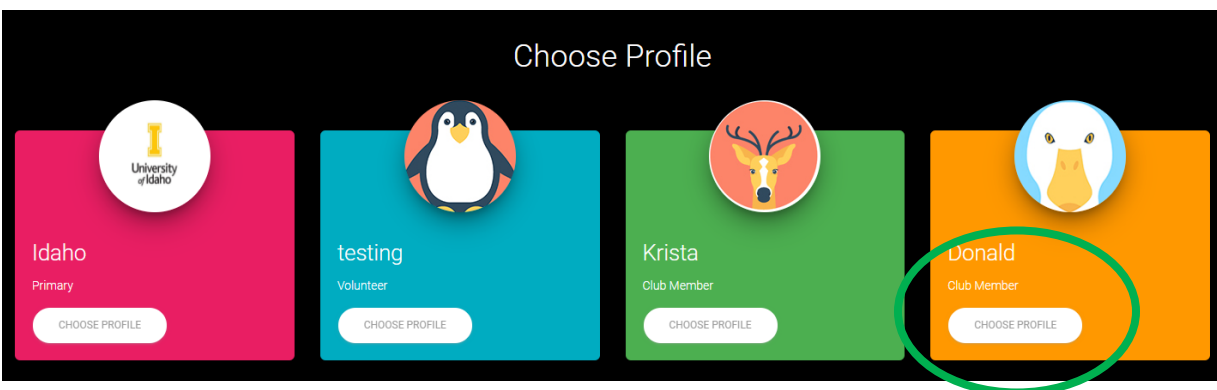 Choose Profile
I
University
of Idaho
Idaho
Primary
CHOOSE PROFILE
testing
Volunteer
CHOOSE PROFILE
Krista
Club Member
CHOOSE PROFILE
Donald
Club Member
CHOOSE PROFILE